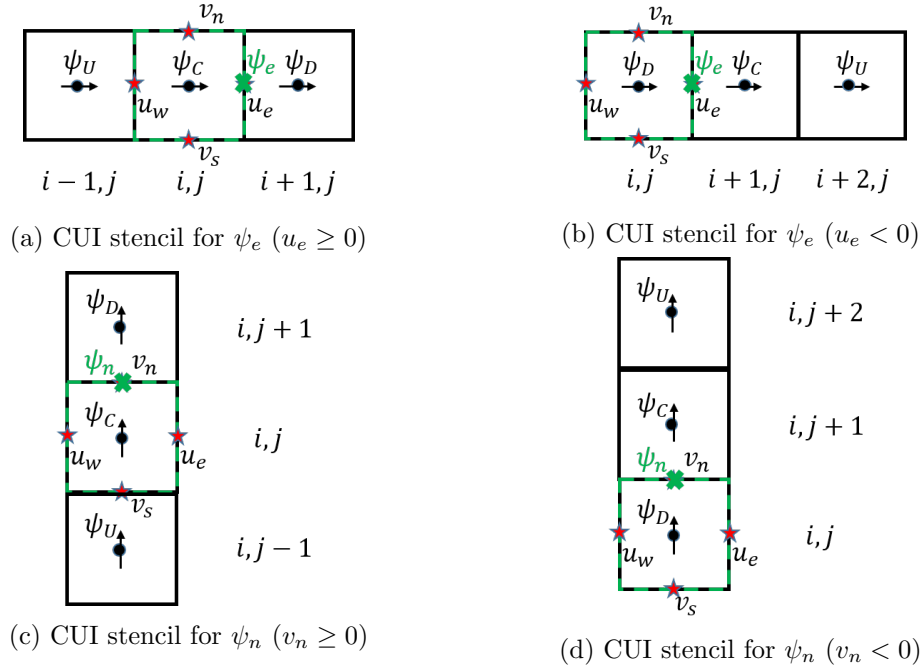 v_n
ψ_U ψ_C ψ_e ψ_D
u_w u_e
v_s
i − 1, j i, j i + 1, j
(a) CUI stencil for ψ_e (u_e ≥ 0)
v_n
ψ_D ψ_e ψ_C ψ_U
u_w u_e
v_s
i, j i + 1, j i + 2, j
(b) CUI stencil for ψ_e (u_e < 0)
ψ_D
i, j + 1
ψ_n v_n
ψ_C
i, j
u_w u_e
v_s
ψ_U
i, j − 1
(c) CUI stencil for ψ_n (v_n ≥ 0)
ψ_U
i, j + 2
ψ_C
i, j + 1
ψ_n v_n
ψ_D
i, j
u_w u_e
v_s
(d) CUI stencil for ψ_n (v_n < 0)